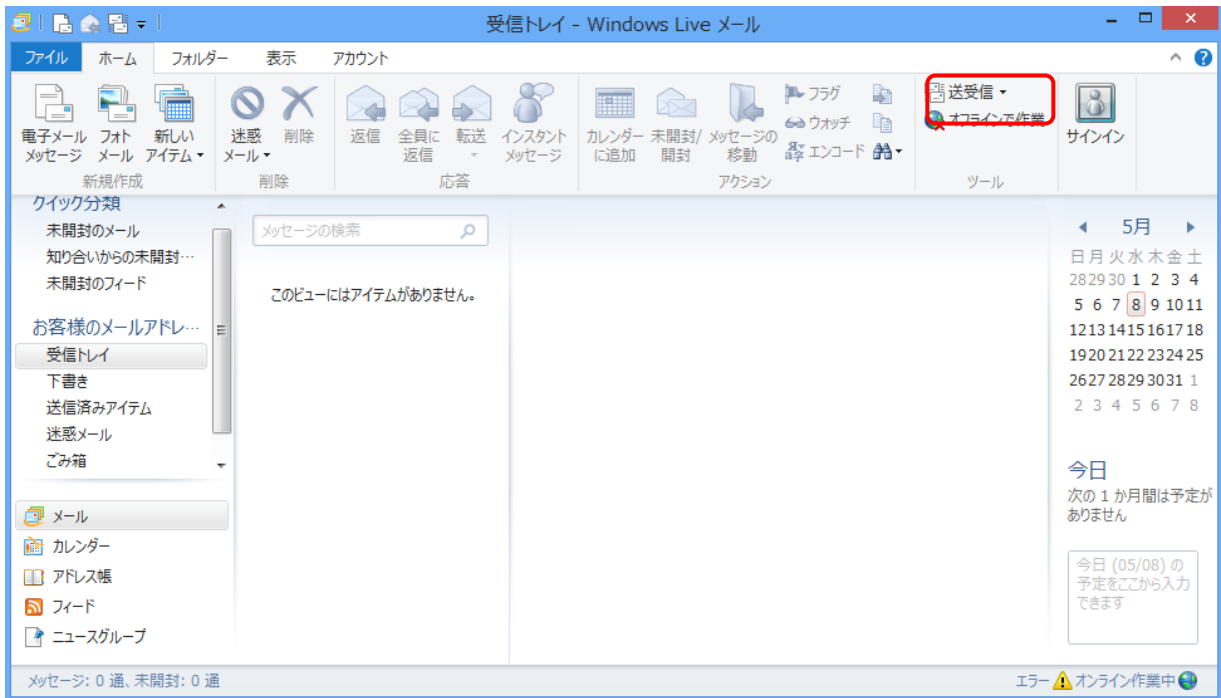 受信トレイ - Windows Live メール
ファイル ホーム フォルダー 表示 アカウント
電子メール メッセージ
フォト メール
新しい アイテム
新規作成
迷惑 メール
削除
削除
返信
全員に 返信
転送
インスタント メッセージ
応答
カレンダー に追加
未開封/ 開封
メッセージの 移動
フラグ
ウォッチ
エンコード
アクション
送受信
オフラインで作業
ツール
サインイン
クイック分類
未開封のメール
知り合いからの未開封…
未開封のフィード
お客様のメールアドレ…
受信トレイ
下書き
送信済みアイテム
迷惑メール
ごみ箱
メール
カレンダー
アドレス帳
フィード
ニュースグループ
メッセージの検索
このビューにはアイテムがありません。
5月
日 月 火 水 木 金 土
28 29 30 1 2 3 4
5 6 7 8 9 10 11
12 13 14 15 16 17 18
19 20 21 22 23 24 25
26 27 28 29 30 31 1
2 3 4 5 6 7 8
今日
次の 1 か月間は予定が
ありません
今日 (05/08) の
予定をここから入力
できます
メッセージ: 0 通、未開封: 0 通
エラー オンライン作業中